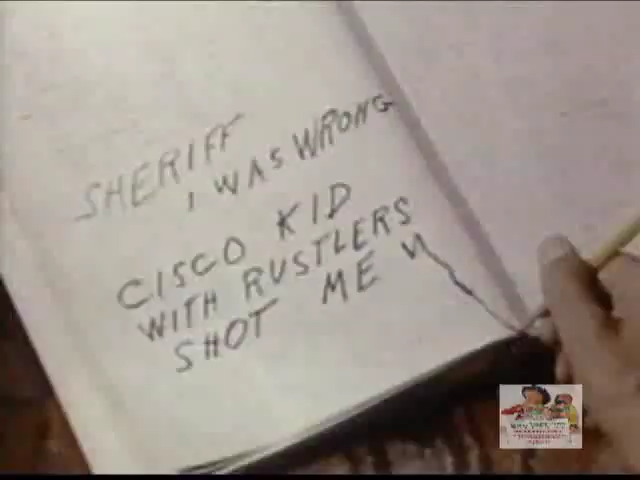 SHERIFF
I WAS WRONG
CISCO KID
WITH RUSTLERS
SHOT ME